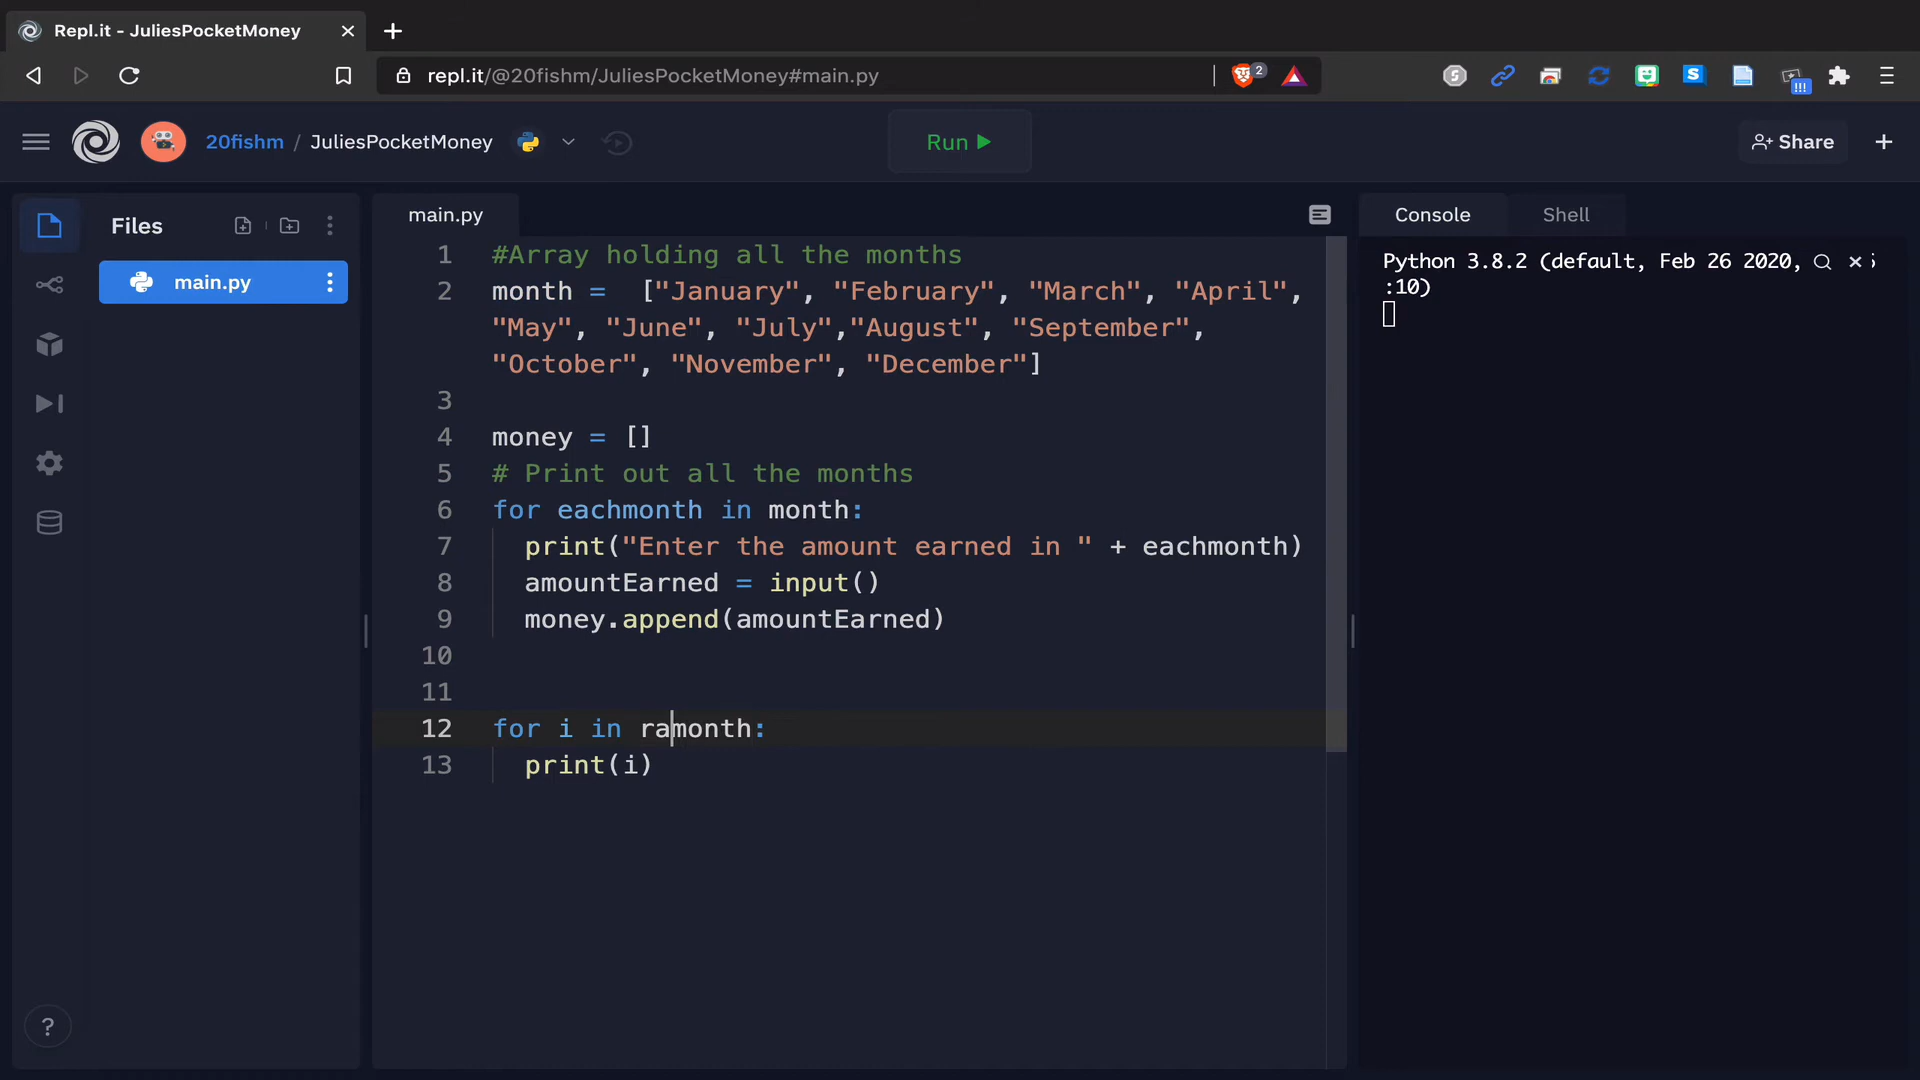 Repl.it - JuliesPocketMoney
repl.it/@20fishm/JuliesPocketMoney#main.py
2
S
S
!!!
20fishm / JuliesPocketMoney
Run
Share
Files
main.py
main.py
1 #Array holding all the months
2 month =  ["January", "February", "March", "April",
"May", "June", "July","August", "September",
"October", "November", "December"]
3
4 money = []
5 # Print out all the months
6 for eachmonth in month:
7 print("Enter the amount earned in " + eachmonth)
8 amountEarned = input()
9 money.append(amountEarned)
10
11
12 for i in ramonth:
13 print(i)
Console
Shell
Python 3.8.2 (default, Feb 26 2020,
:10)
?